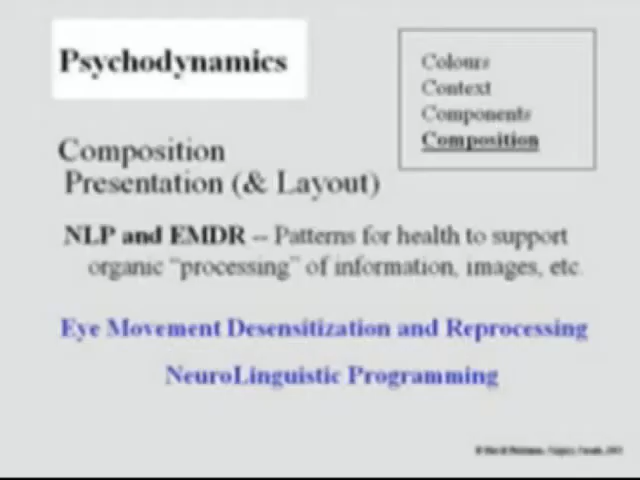 Psychodynamics
Colours
Context
Components
Composition
Composition
Presentation (& Layout)
NLP and EMDR – Patterns for health to support
organic “processing” of information, images, etc.
Eye Movement Desensitization and Reprocessing
NeuroLinguistic Programming